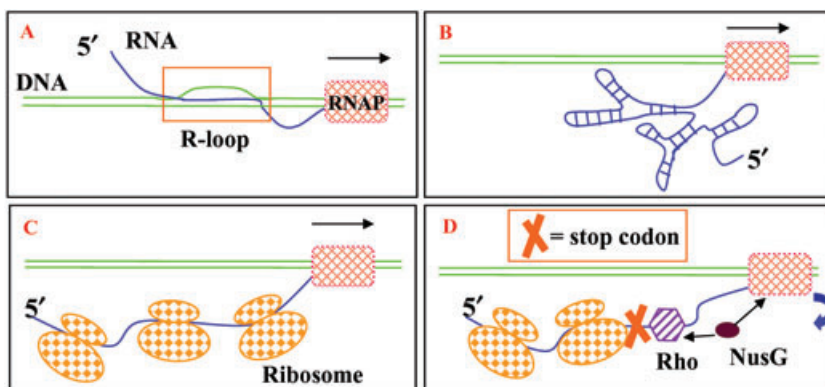 A
5′
RNA
DNA
RNAP
R-loop
B
5′
C
5′
Ribosome
D
X = stop codon
5′
Rho
NusG